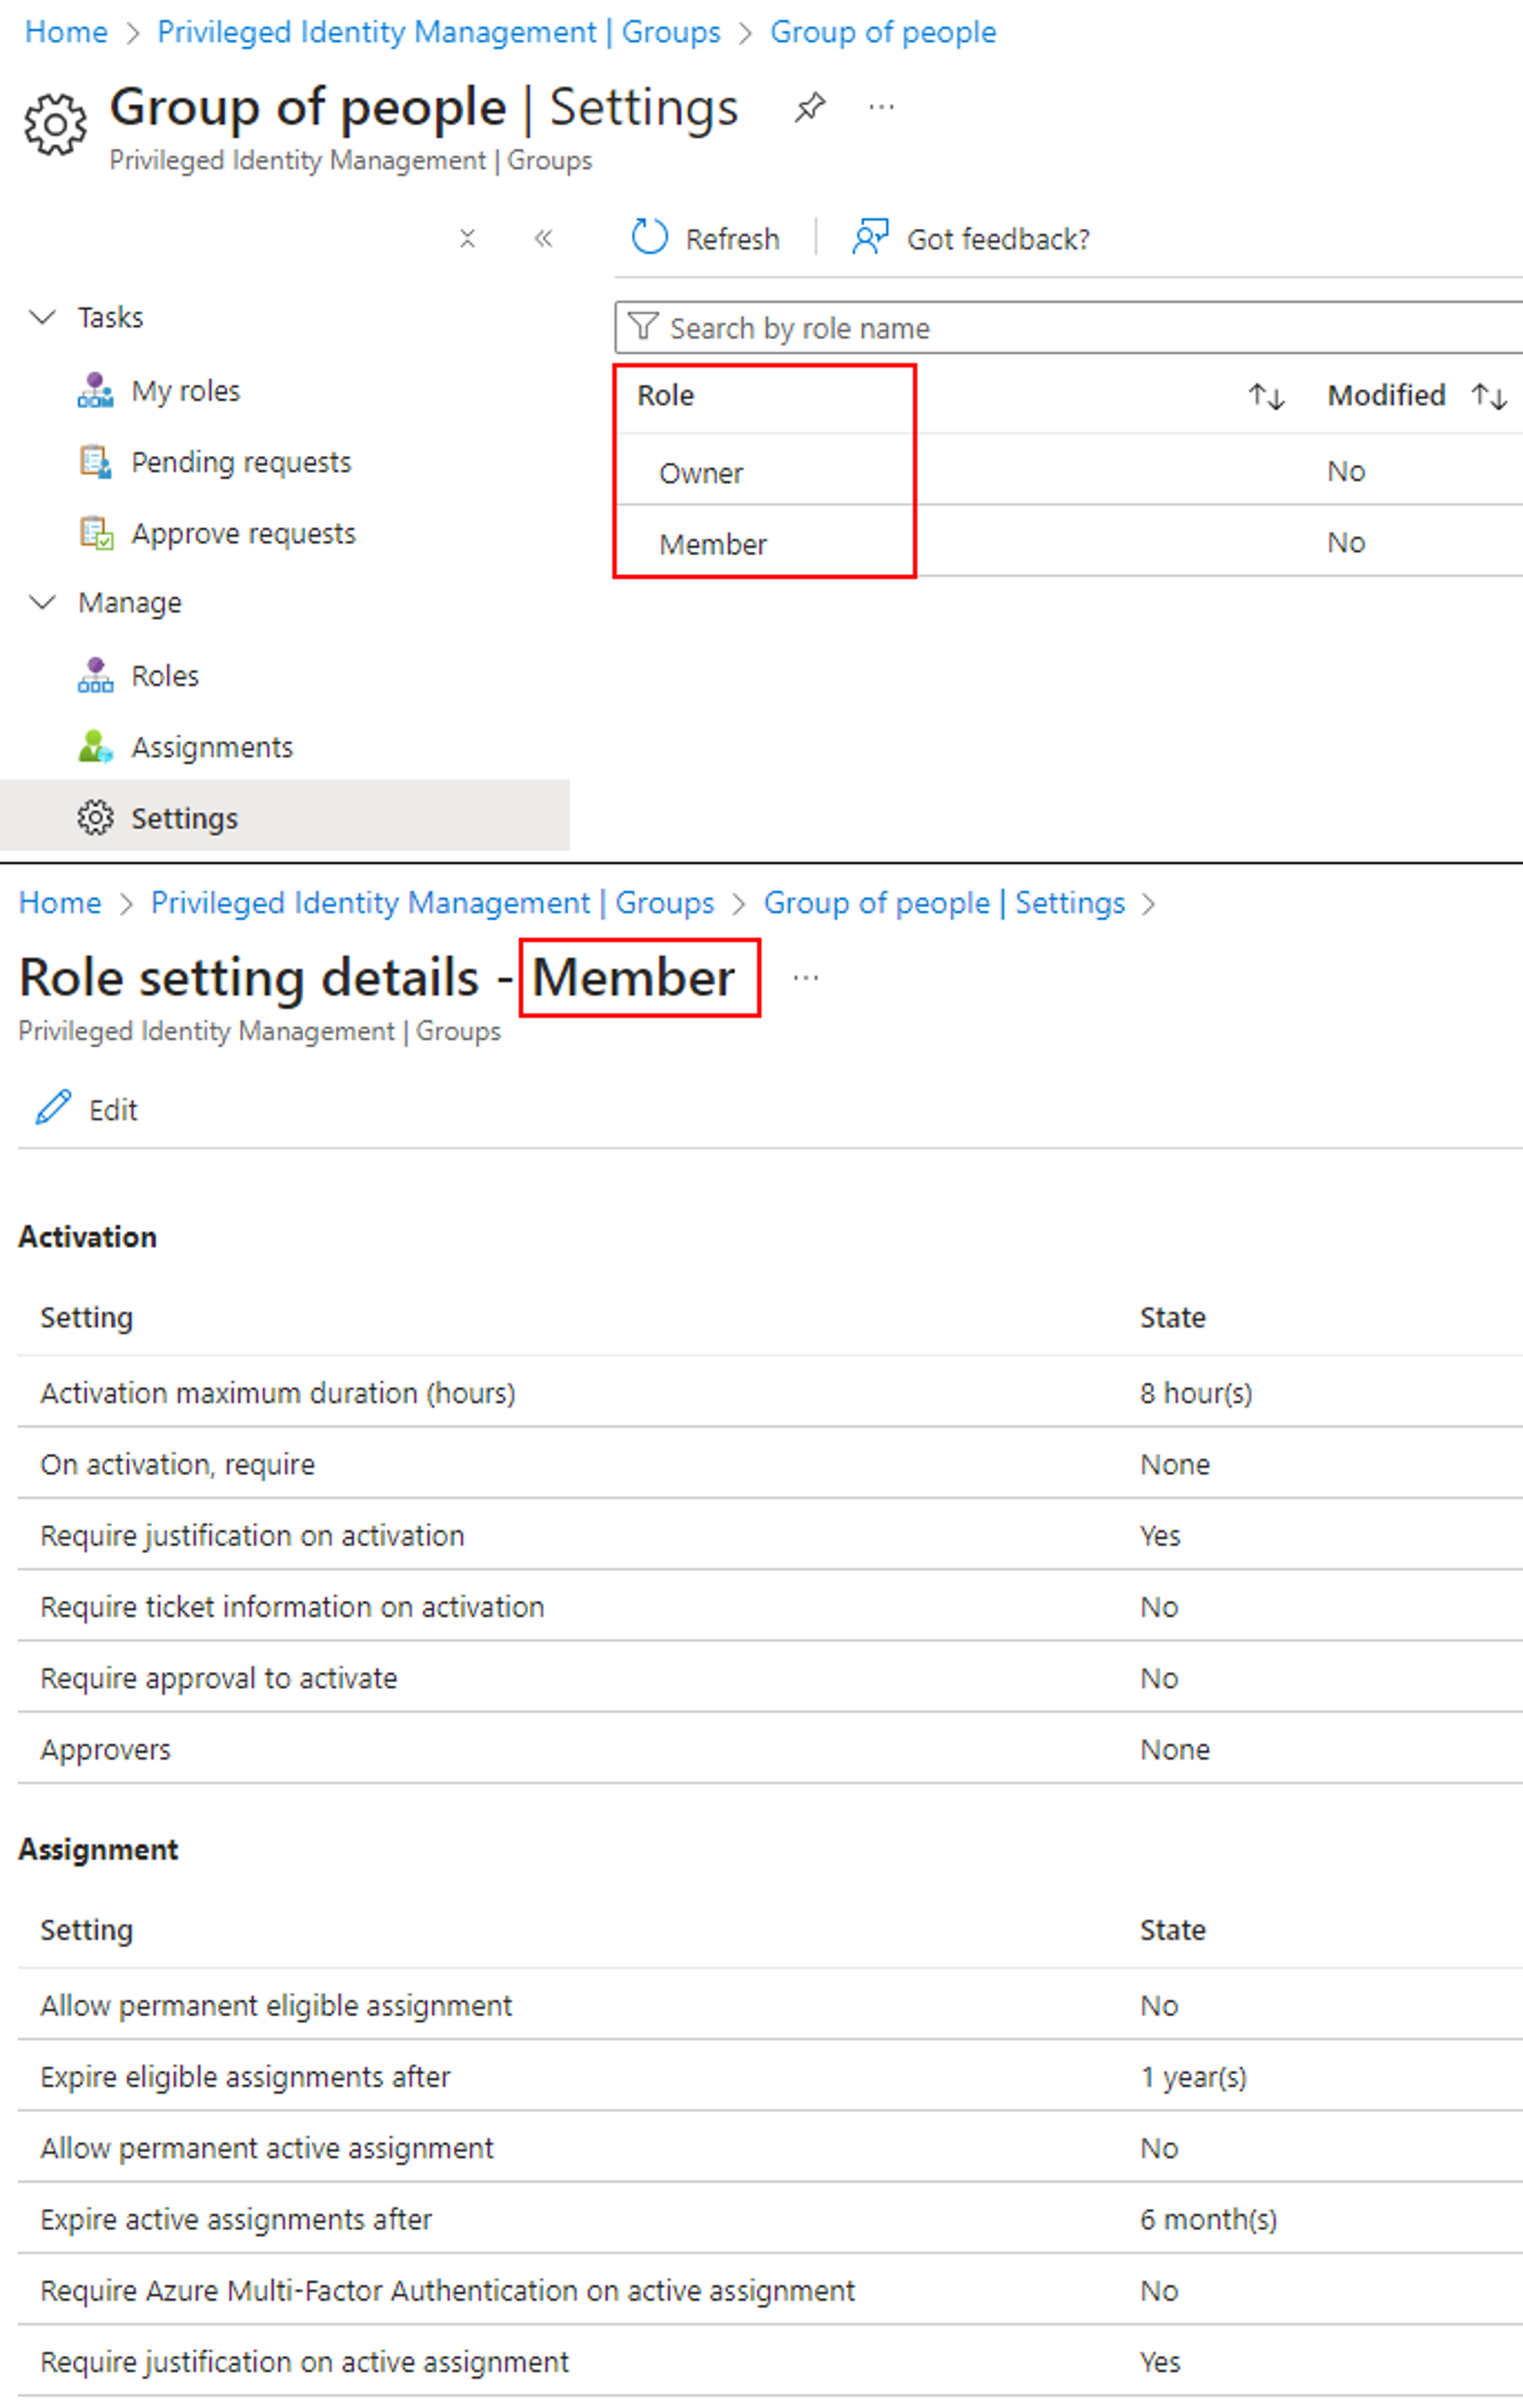 Home > Privileged Identity Management | Groups > Group of people
Group of people | Settings ...
Privileged Identity Management | Groups
Refresh | Got feedback?
Tasks
My roles
Pending requests
Approve requests
Manage
Roles
Assignments
Settings
Search by role name
Role Modified
Owner No
Member No
Home > Privileged Identity Management | Groups > Group of people | Settings >
Role setting details - Member ...
Privileged Identity Management | Groups
Edit
Activation
Setting State
Activation maximum duration (hours) 8 hour(s)
On activation, require None
Require justification on activation Yes
Require ticket information on activation No
Require approval to activate No
Approvers None
Assignment
Setting State
Allow permanent eligible assignment No
Expire eligible assignments after 1 year(s)
Allow permanent active assignment No
Expire active assignments after 6 month(s)
Require Azure Multi-Factor Authentication on active assignment No
Require justification on active assignment Yes